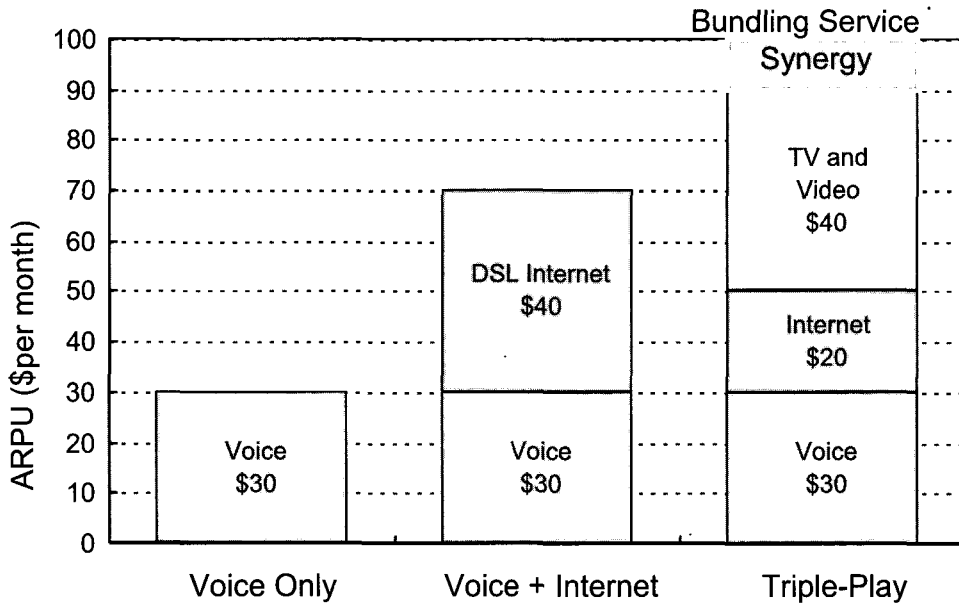 Bundling Service
Synergy
100
90
80
70
60
50
40
30
20
10
0
ARPU ($per month)
Voice
$30
DSL Internet
$40
Voice
$30
TV and
Video
$40
Internet
$20
Voice
$30
Voice Only
Voice + Internet
Triple-Play